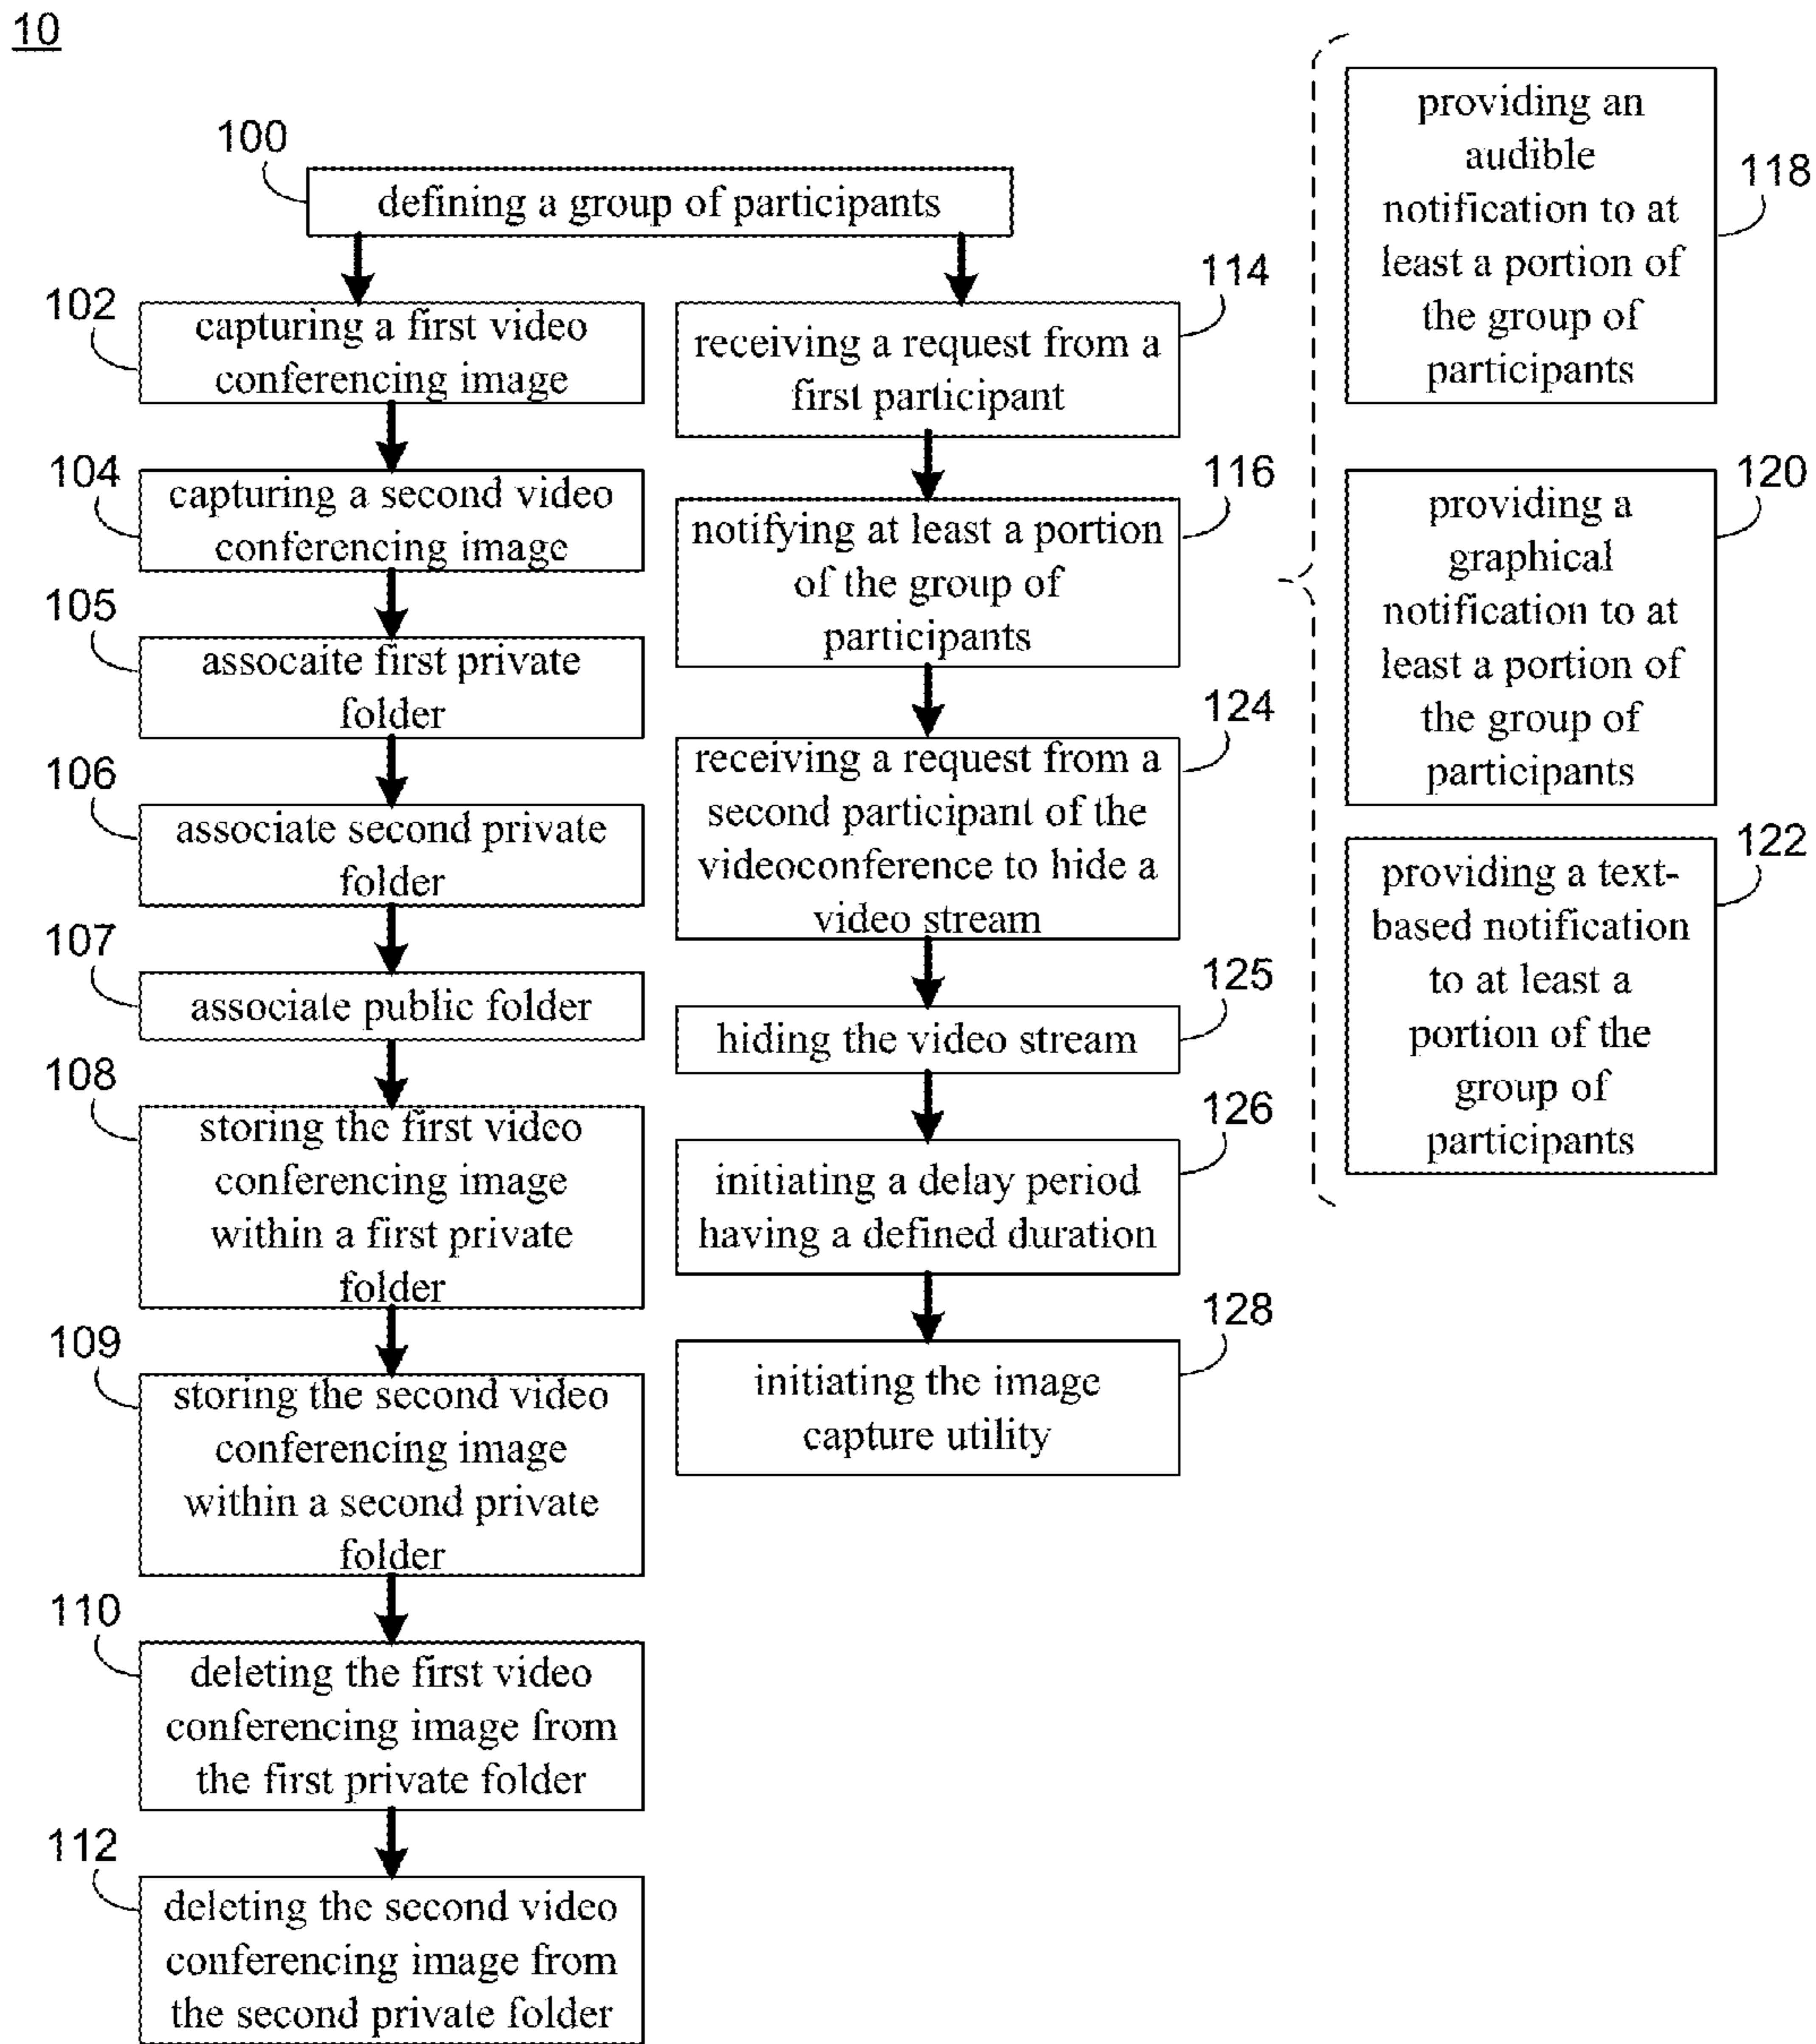 10
100
defining a group of participants
102
capturing a first video
conferencing image
104
capturing a second video
conferencing image
105
assocaite first private
folder
106
associate second private
folder
107
associate public folder
108
storing the first video
conferencing image
within a first private
folder
109
storing the second video
conferencing image
within a second private
folder
110
deleting the first video
conferencing image from
the first private folder
112
deleting the second video
conferencing image from
the second private folder
114
receiving a request from a
first participant
116
notifying at least a portion
of the group of
participants
124
receiving a request from a
second participant of the
videoconference to hide a
video stream
125
hiding the video stream
126
initiating a delay period
having a defined duration
128
initiating the image
capture utility
118
providing an
audible
notification to at
least a portion of
the group of
participants
120
providing a
graphical
notification to at
least a portion of
the group of
participants
122
providing a text-
based notification
to at least a
portion of the
group of
participants